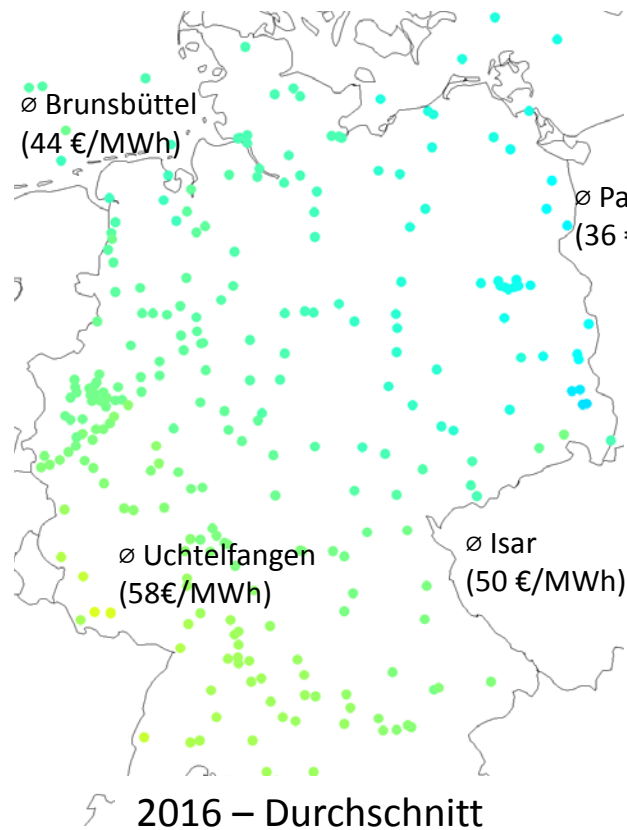 ⌀ Brunsbüttel
(44 €/MWh)
⌀ Pa
(36
⌀ Uchtelfangen
(58€/MWh)
⌀ Isar
(50 €/MWh)
2016 – Durchschnitt